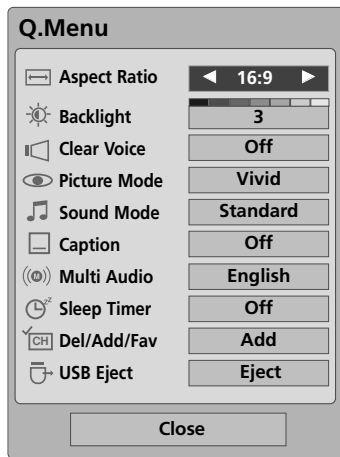 Q.Menu
Aspect Ratio ◀ 16:9 ▶
Backlight 3
Clear Voice Off
Picture Mode Vivid
Sound Mode Standard
Caption Off
Multi Audio English
Sleep Timer Off
CH Del/Add/Fav Add
USB Eject Eject
Close